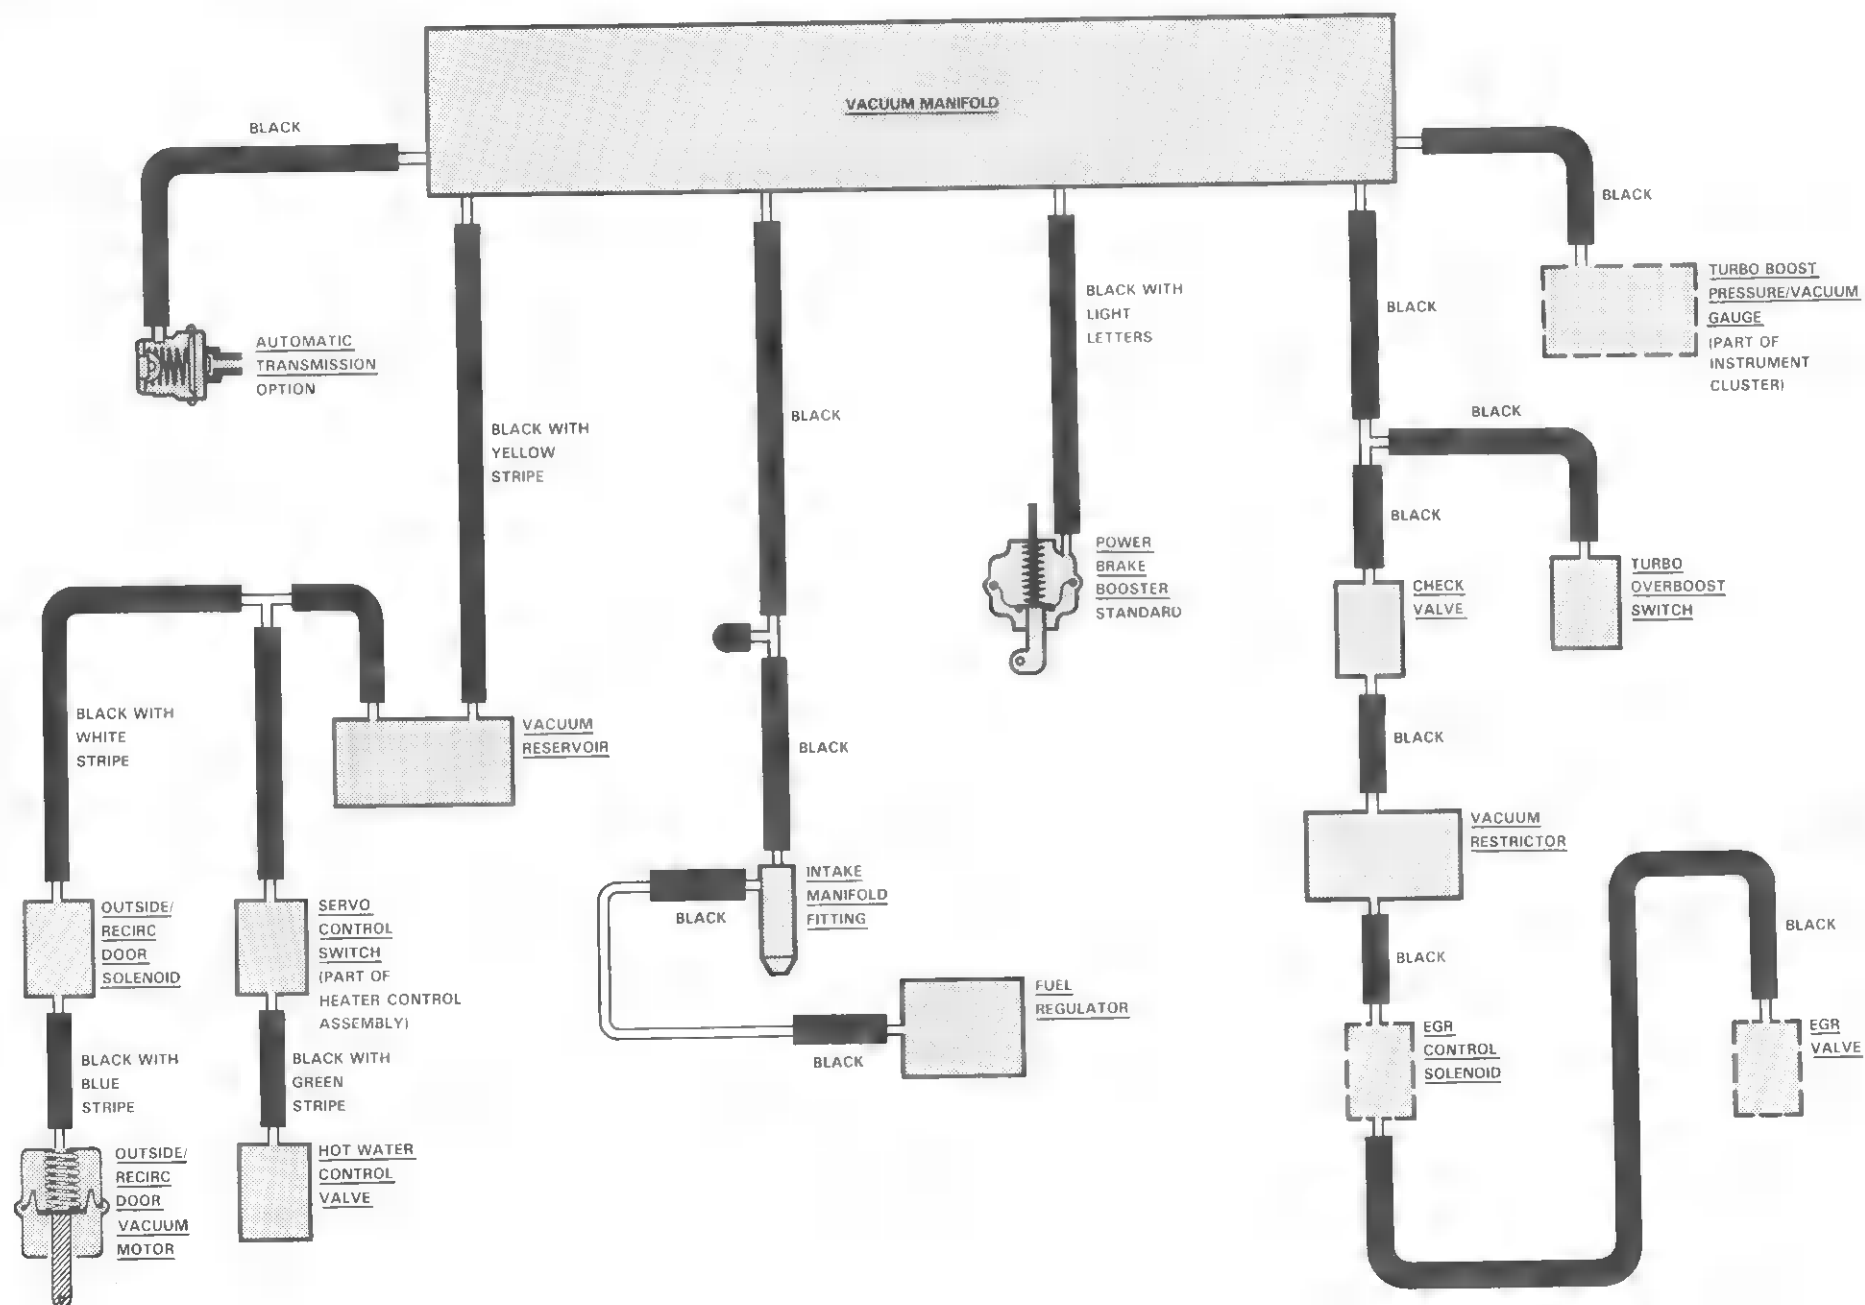 VACUUM MANIFOLD
BLACK
BLACK
AUTOMATIC
TRANSMISSION
OPTION
BLACK WITH
YELLOW
STRIPE
BLACK
BLACK WITH
LIGHT
LETTERS
BLACK
TURBO BOOST
PRESSURE/VACUUM
GAUGE
(PART OF
INSTRUMENT
CLUSTER)
BLACK
BLACK
POWER
BRAKE
BOOSTER
STANDARD
CHECK
VALVE
TURBO
OVERBOOST
SWITCH
BLACK WITH
WHITE
STRIPE
VACUUM
RESERVOIR
BLACK
BLACK
VACUUM
RESTRICTOR
OUTSIDE/
RECIRC
DOOR
SOLENOID
SERVO
CONTROL
SWITCH
(PART OF
HEATER CONTROL
ASSEMBLY)
BLACK
INTAKE
MANIFOLD
FITTING
BLACK
BLACK
FUEL
REGULATOR
BLACK
EGR
CONTROL
SOLENOID
EGR
VALVE
BLACK WITH
BLUE
STRIPE
BLACK WITH
GREEN
STRIPE
OUTSIDE/
RECIRC
DOOR
VACUUM
MOTOR
HOT WATER
CONTROL
VALVE